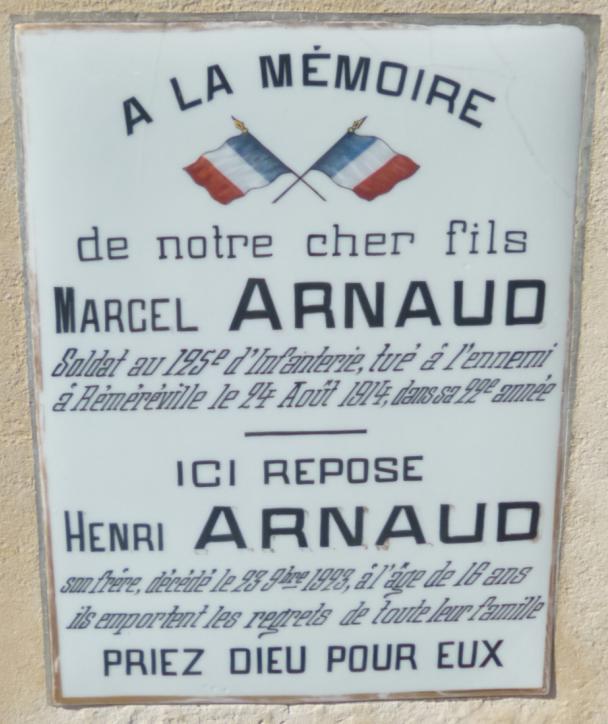 A LA MÉMOIRE
de notre cher fils
MARCEL ARNAUD
Soldat au 125e d'Infanterie, tué á l'ennemi
á Réméréville le 24 Août 1914, dans sa 22e année
ICI REPOSE
HENRI ARNAUD
son frére, décédé le 23 9bre 1923, á l'âge de 16 ans
ils emportent les regrets de toute leur famille
PRIEZ DIEU POUR EUX